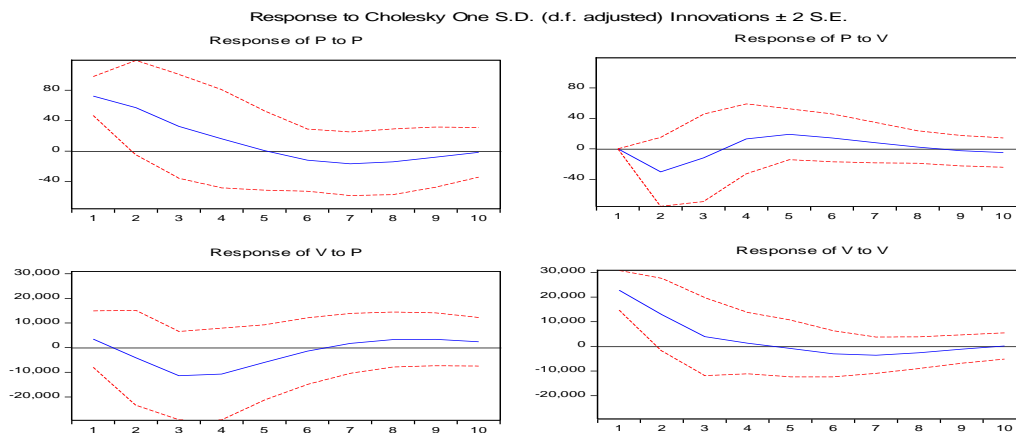 Response to Cholesky One S.D. (d.f. adjusted) Innovations ± 2 S.E.
Response of P to P
80
40
0
-40
1 2 3 4 5 6 7 8 9 10
Response of P to V
80
40
0
-40
1 2 3 4 5 6 7 8 9 10
Response of V to P
30,000
20,000
10,000
0
-10,000
-20,000
1 2 3 4 5 6 7 8 9 10
Response of V to V
30,000
20,000
10,000
0
-10,000
-20,000
1 2 3 4 5 6 7 8 9 10